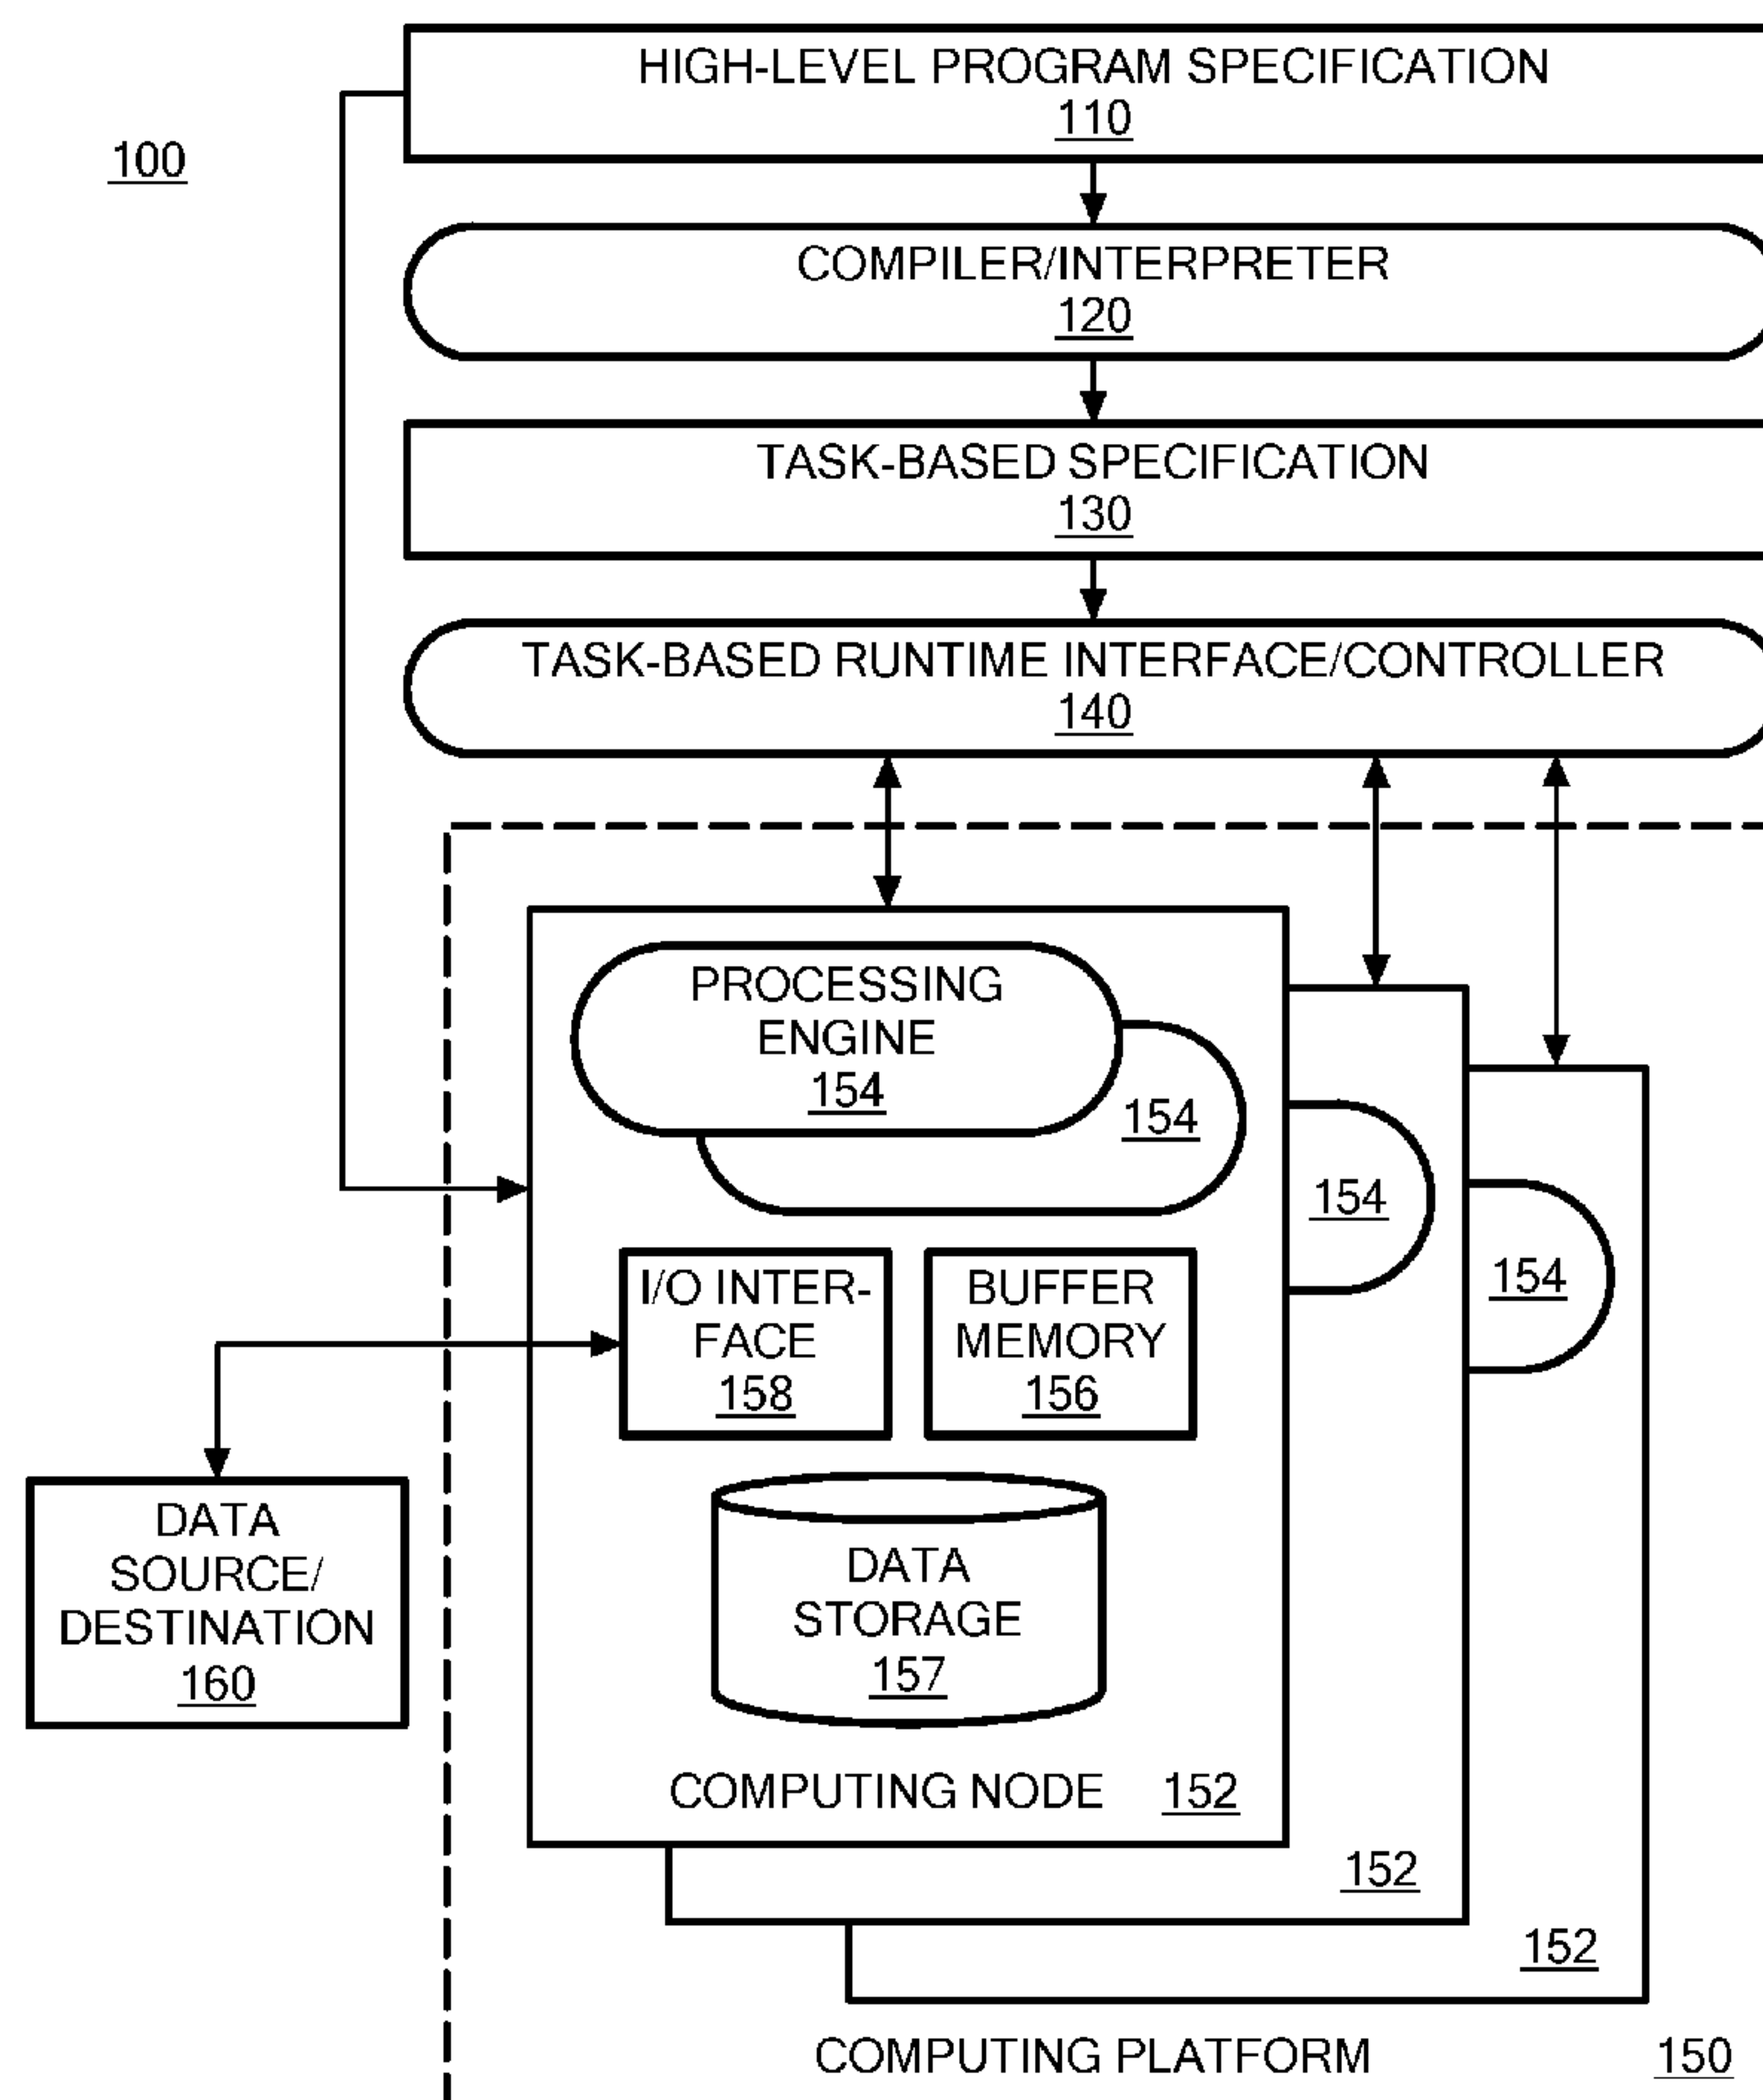 HIGH-LEVEL PROGRAM SPECIFICATION
110
100
COMPILER/INTERPRETER
120
TASK-BASED SPECIFICATION
130
TASK-BASED RUNTIME INTERFACE/CONTROLLER
140
PROCESSING
ENGINE
154
154
154
154
I/O INTER-
FACE
158
BUFFER
MEMORY
156
DATA
SOURCE/
DESTINATION
160
DATA
STORAGE
157
COMPUTING NODE 152
152
152
COMPUTING PLATFORM 150